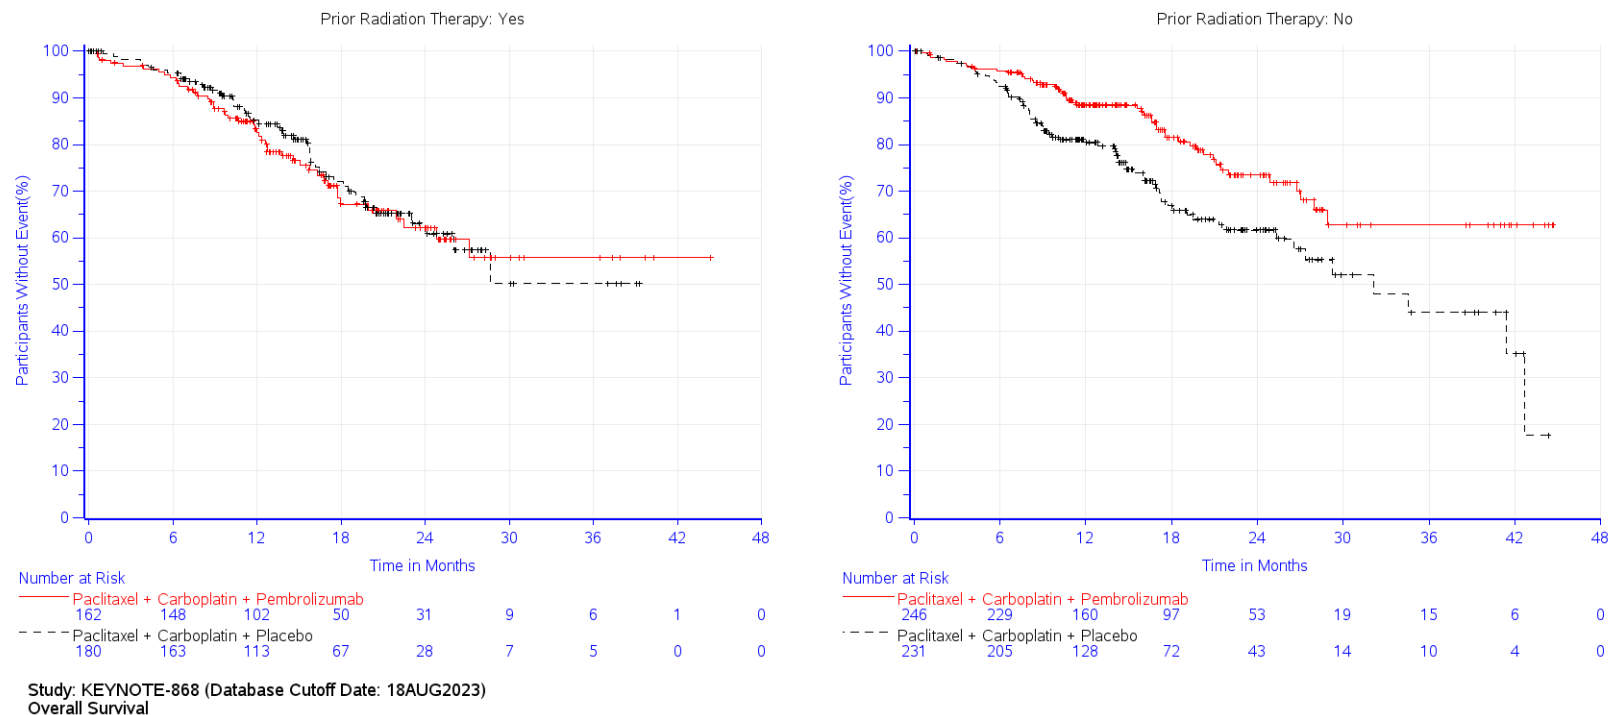 Prior Radiation Therapy: Yes
Participants Without Event(%)
100
90
80
70
60
50
40
30
20
10
0
0 6 12 18 24 30 36 42 48
Time in Months
Number at Risk
Paclitaxel + Carboplatin + Pembrolizumab
162 148 102 50 31 9 6 1 0
Paclitaxel + Carboplatin + Placebo
180 163 113 67 28 7 5 0 0
Prior Radiation Therapy: No
Participants Without Event(%)
100
90
80
70
60
50
40
30
20
10
0
0 6 12 18 24 30 36 42 48
Time in Months
Number at Risk
Paclitaxel + Carboplatin + Pembrolizumab
246 229 160 97 53 19 15 6 0
Paclitaxel + Carboplatin + Placebo
231 205 128 72 43 14 10 4 0
Study: KEYNOTE-868 (Database Cutoff Date: 18AUG2023)
Overall Survival